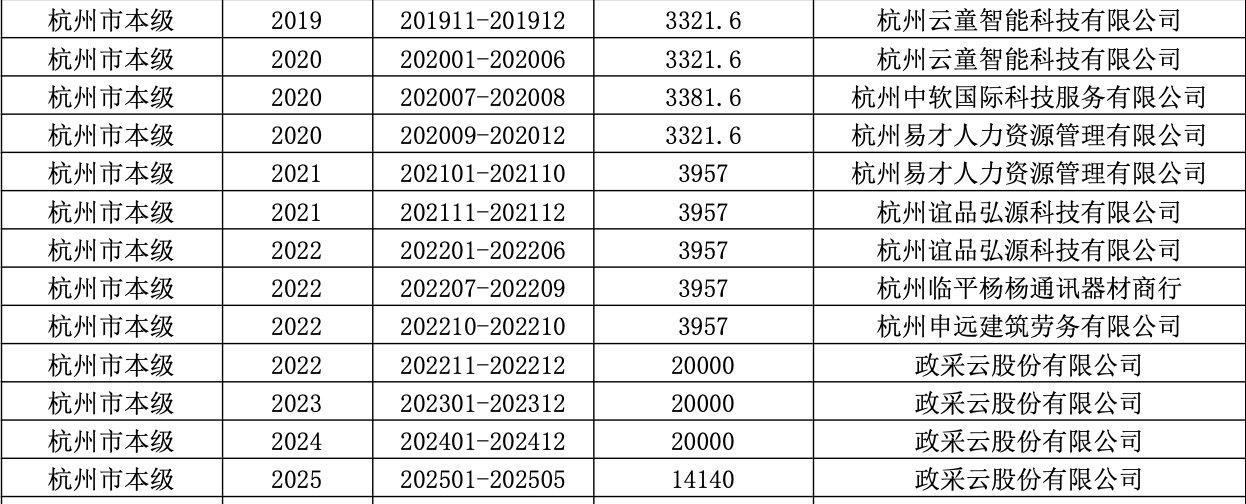 杭州市本级 2019 201911-201912 3321.6 杭州云童智能科技有限公司
杭州市本级 2020 202001-202006 3321.6 杭州云童智能科技有限公司
杭州市本级 2020 202007-202008 3381.6 杭州中软国际科技服务有限公司
杭州市本级 2020 202009-202012 3321.6 杭州易才人力资源管理有限公司
杭州市本级 2021 202101-202110 3957 杭州易才人力资源管理有限公司
杭州市本级 2021 202111-202112 3957 杭州谊品弘源科技有限公司
杭州市本级 2022 202201-202206 3957 杭州谊品弘源科技有限公司
杭州市本级 2022 202207-202209 3957 杭州临平杨杨通讯器材商行
杭州市本级 2022 202210-202210 3957 杭州申远建筑劳务有限公司
杭州市本级 2022 202211-202212 20000 政采云股份有限公司
杭州市本级 2023 202301-202312 20000 政采云股份有限公司
杭州市本级 2024 202401-202412 20000 政采云股份有限公司
杭州市本级 2025 202501-202505 14140 政采云股份有限公司